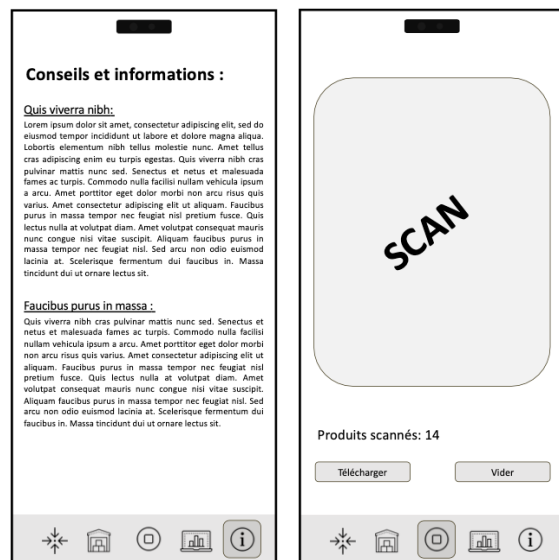 Conseils et informations :
Quis viverra nibh:
Lorem ipsum dolor sit amet, consectetur adipiscing elit, sed do
eiusmod tempor incididunt ut labore et dolore magna aliqua.
Lobortis elementum nibh tellus molestie nunc. Amet tellus
cras adipiscing enim eu turpis egestas. Quis viverra nibh cras
pulvinar mattis nunc sed. Senectus et netus et malesuada
fames ac turpis. Commodo nulla facilisi nullam vehicula ipsum
a arcu. Amet porttitor eget dolor morbi non arcu risus quis
varius. Amet consectetur adipiscing elit ut aliquam. Faucibus
purus in massa tempor nec feugiat nisl pretium fusce. Quis
lectus nulla at volutpat diam. Amet volutpat consequat mauris
nunc congue nisi vitae suscipit. Aliquam faucibus purus in
massa tempor nec feugiat nisl. Sed arcu non odio euismod
lacinia at. Scelerisque fermentum dui faucibus in. Massa
tincidunt dui ut ornare lectus sit.
Faucibus purus in massa :
Quis viverra nibh cras pulvinar mattis nunc sed. Senectus et
netus et malesuada fames ac turpis. Commodo nulla facilisi
nullam vehicula ipsum a arcu. Amet porttitor eget dolor morbi
non arcu risus quis varius. Amet consectetur adipiscing elit ut
aliquam. Faucibus purus in massa tempor nec feugiat nisl
pretium fusce. Quis lectus nulla at volutpat diam. Amet
volutpat consequat mauris nunc congue nisi vitae suscipit.
Aliquam faucibus purus in massa tempor nec feugiat nisl. Sed
arcu non odio euismod lacinia at. Scelerisque fermentum dui
faucibus in. Massa tincidunt dui ut ornare lectus sit.
SCAN
Produits scannés: 14
Télécharger
Vider